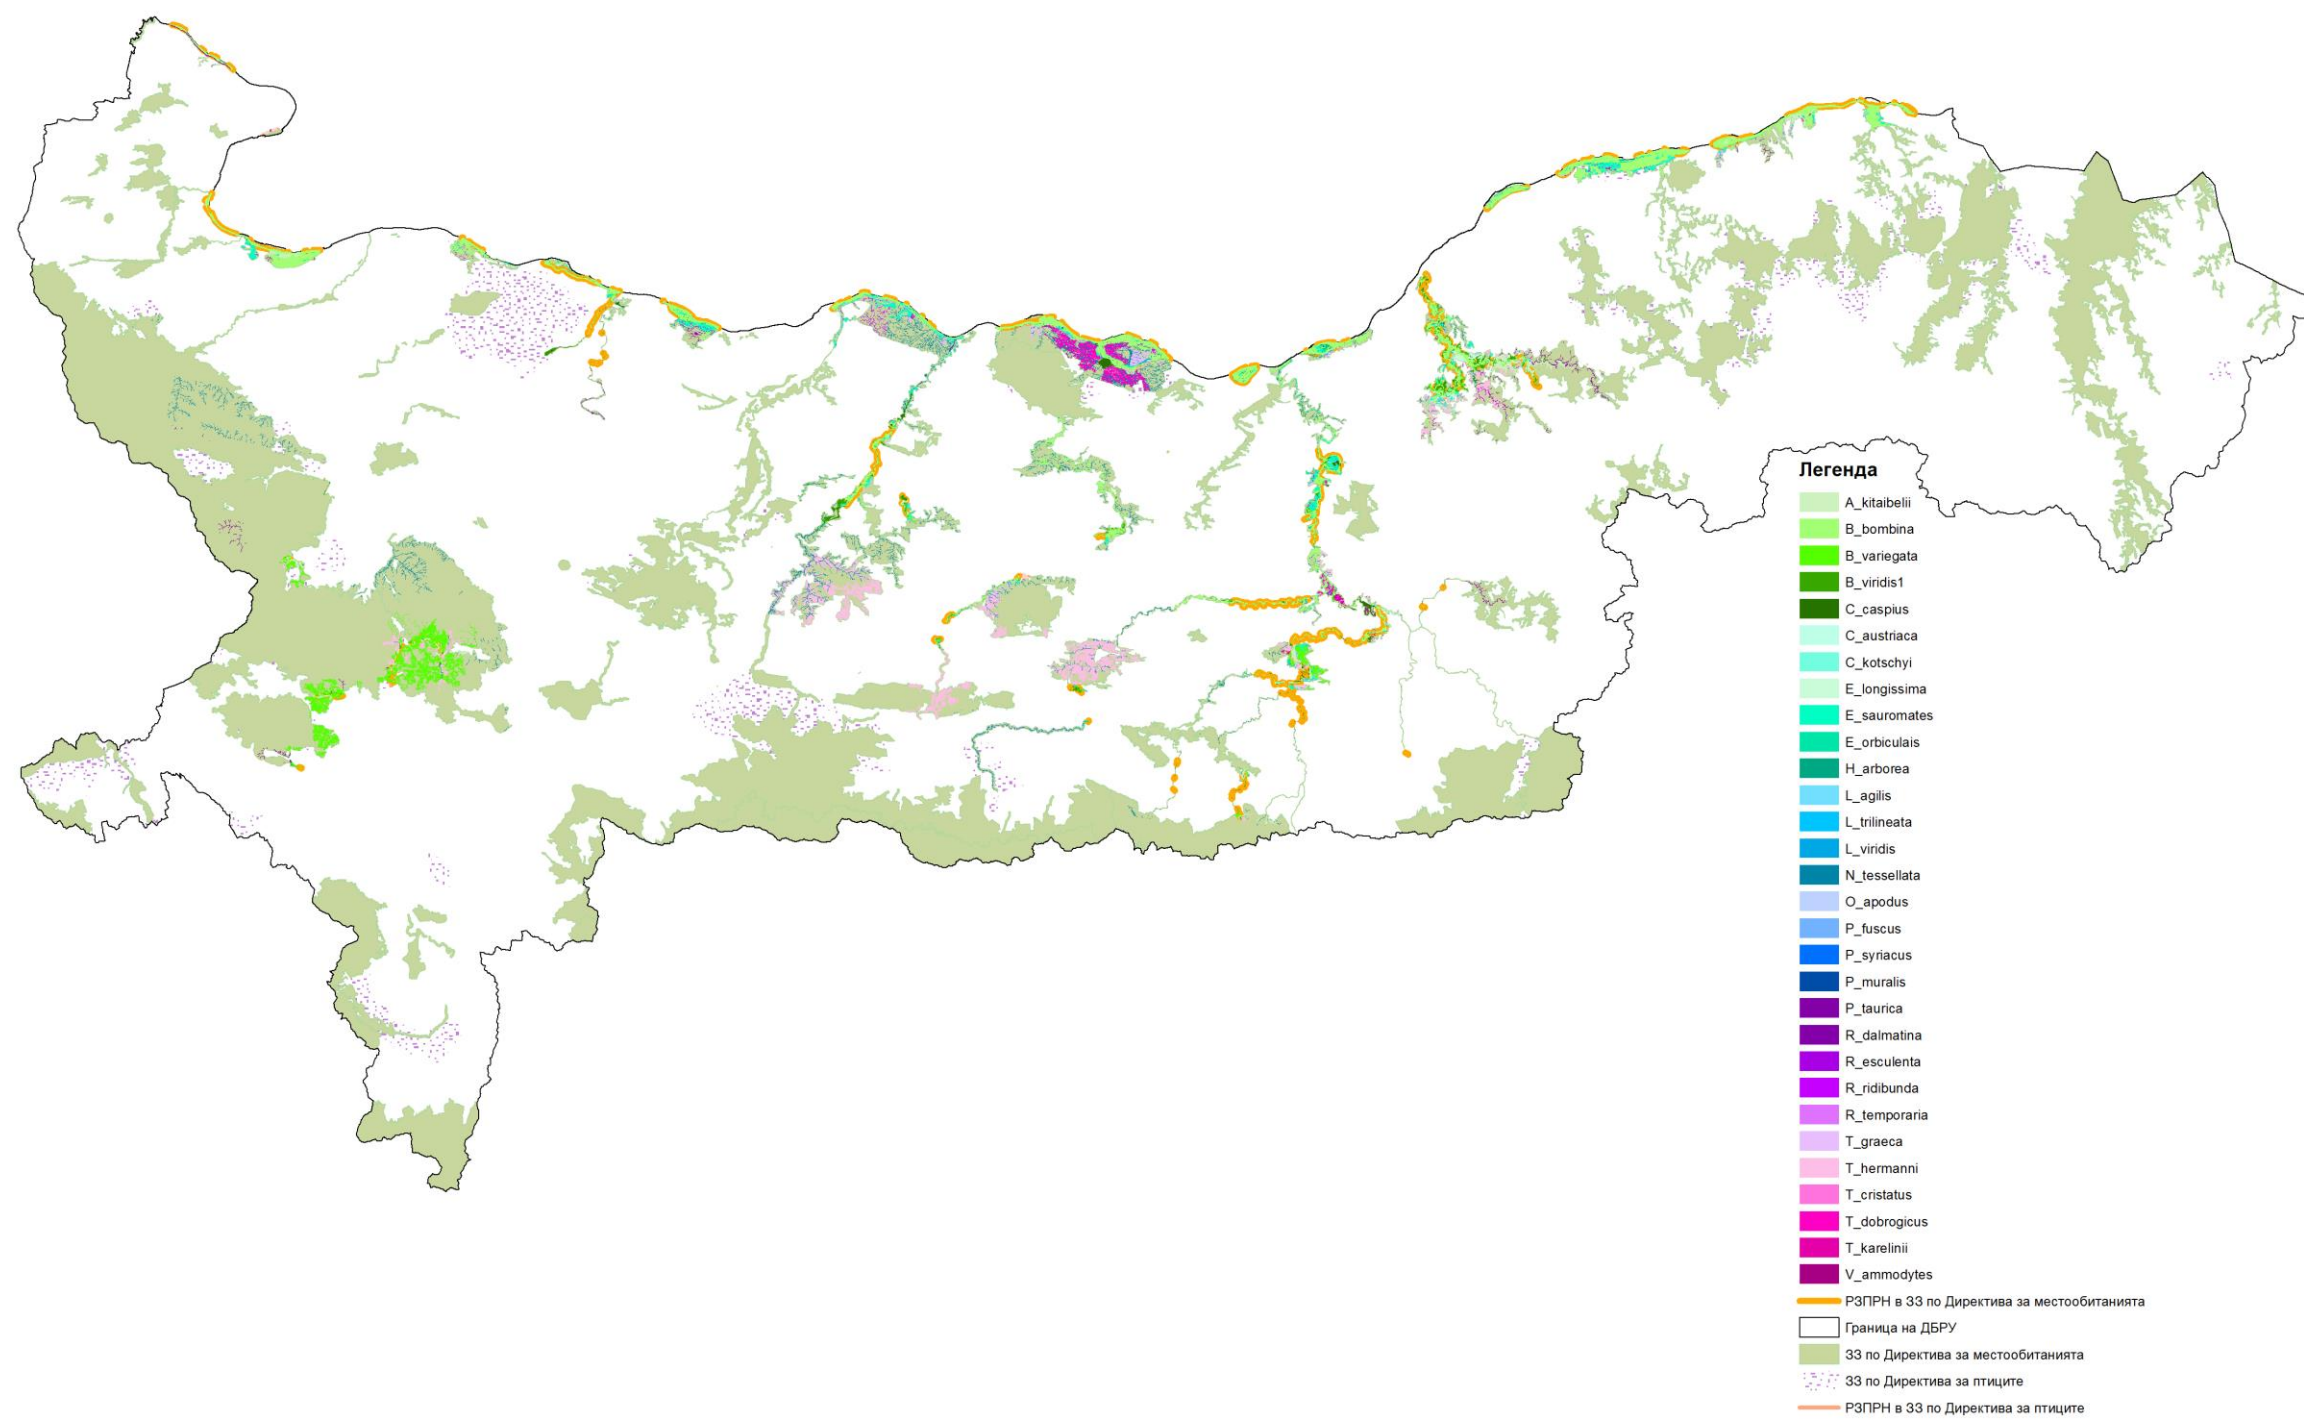 Легенда
A_kitaibelii
B_bombina
B_variegata
B_viridis1
C_caspius
C_austriaca
C_kotschyi
E_longissima
E_sauromates
E_orbiculais
H_arborea
L_agilis
L_trilineata
L_viridis
N_tessellata
O_apodus
P_fuscus
P_syriacus
P_muralis
P_taurica
R_dalmatina
R_esculenta
R_ridibunda
R_temporaria
T_graeca
T_hermanni
T_cristatus
T_dobrogicus
T_karelinii
V_ammodytes
РЗПРН в ЗЗ по Директива за местообитанията
Граница на ДБРУ
ЗЗ по Директива за местообитанията
ЗЗ по Директива за птиците
РЗПРН в ЗЗ по Директива за птиците